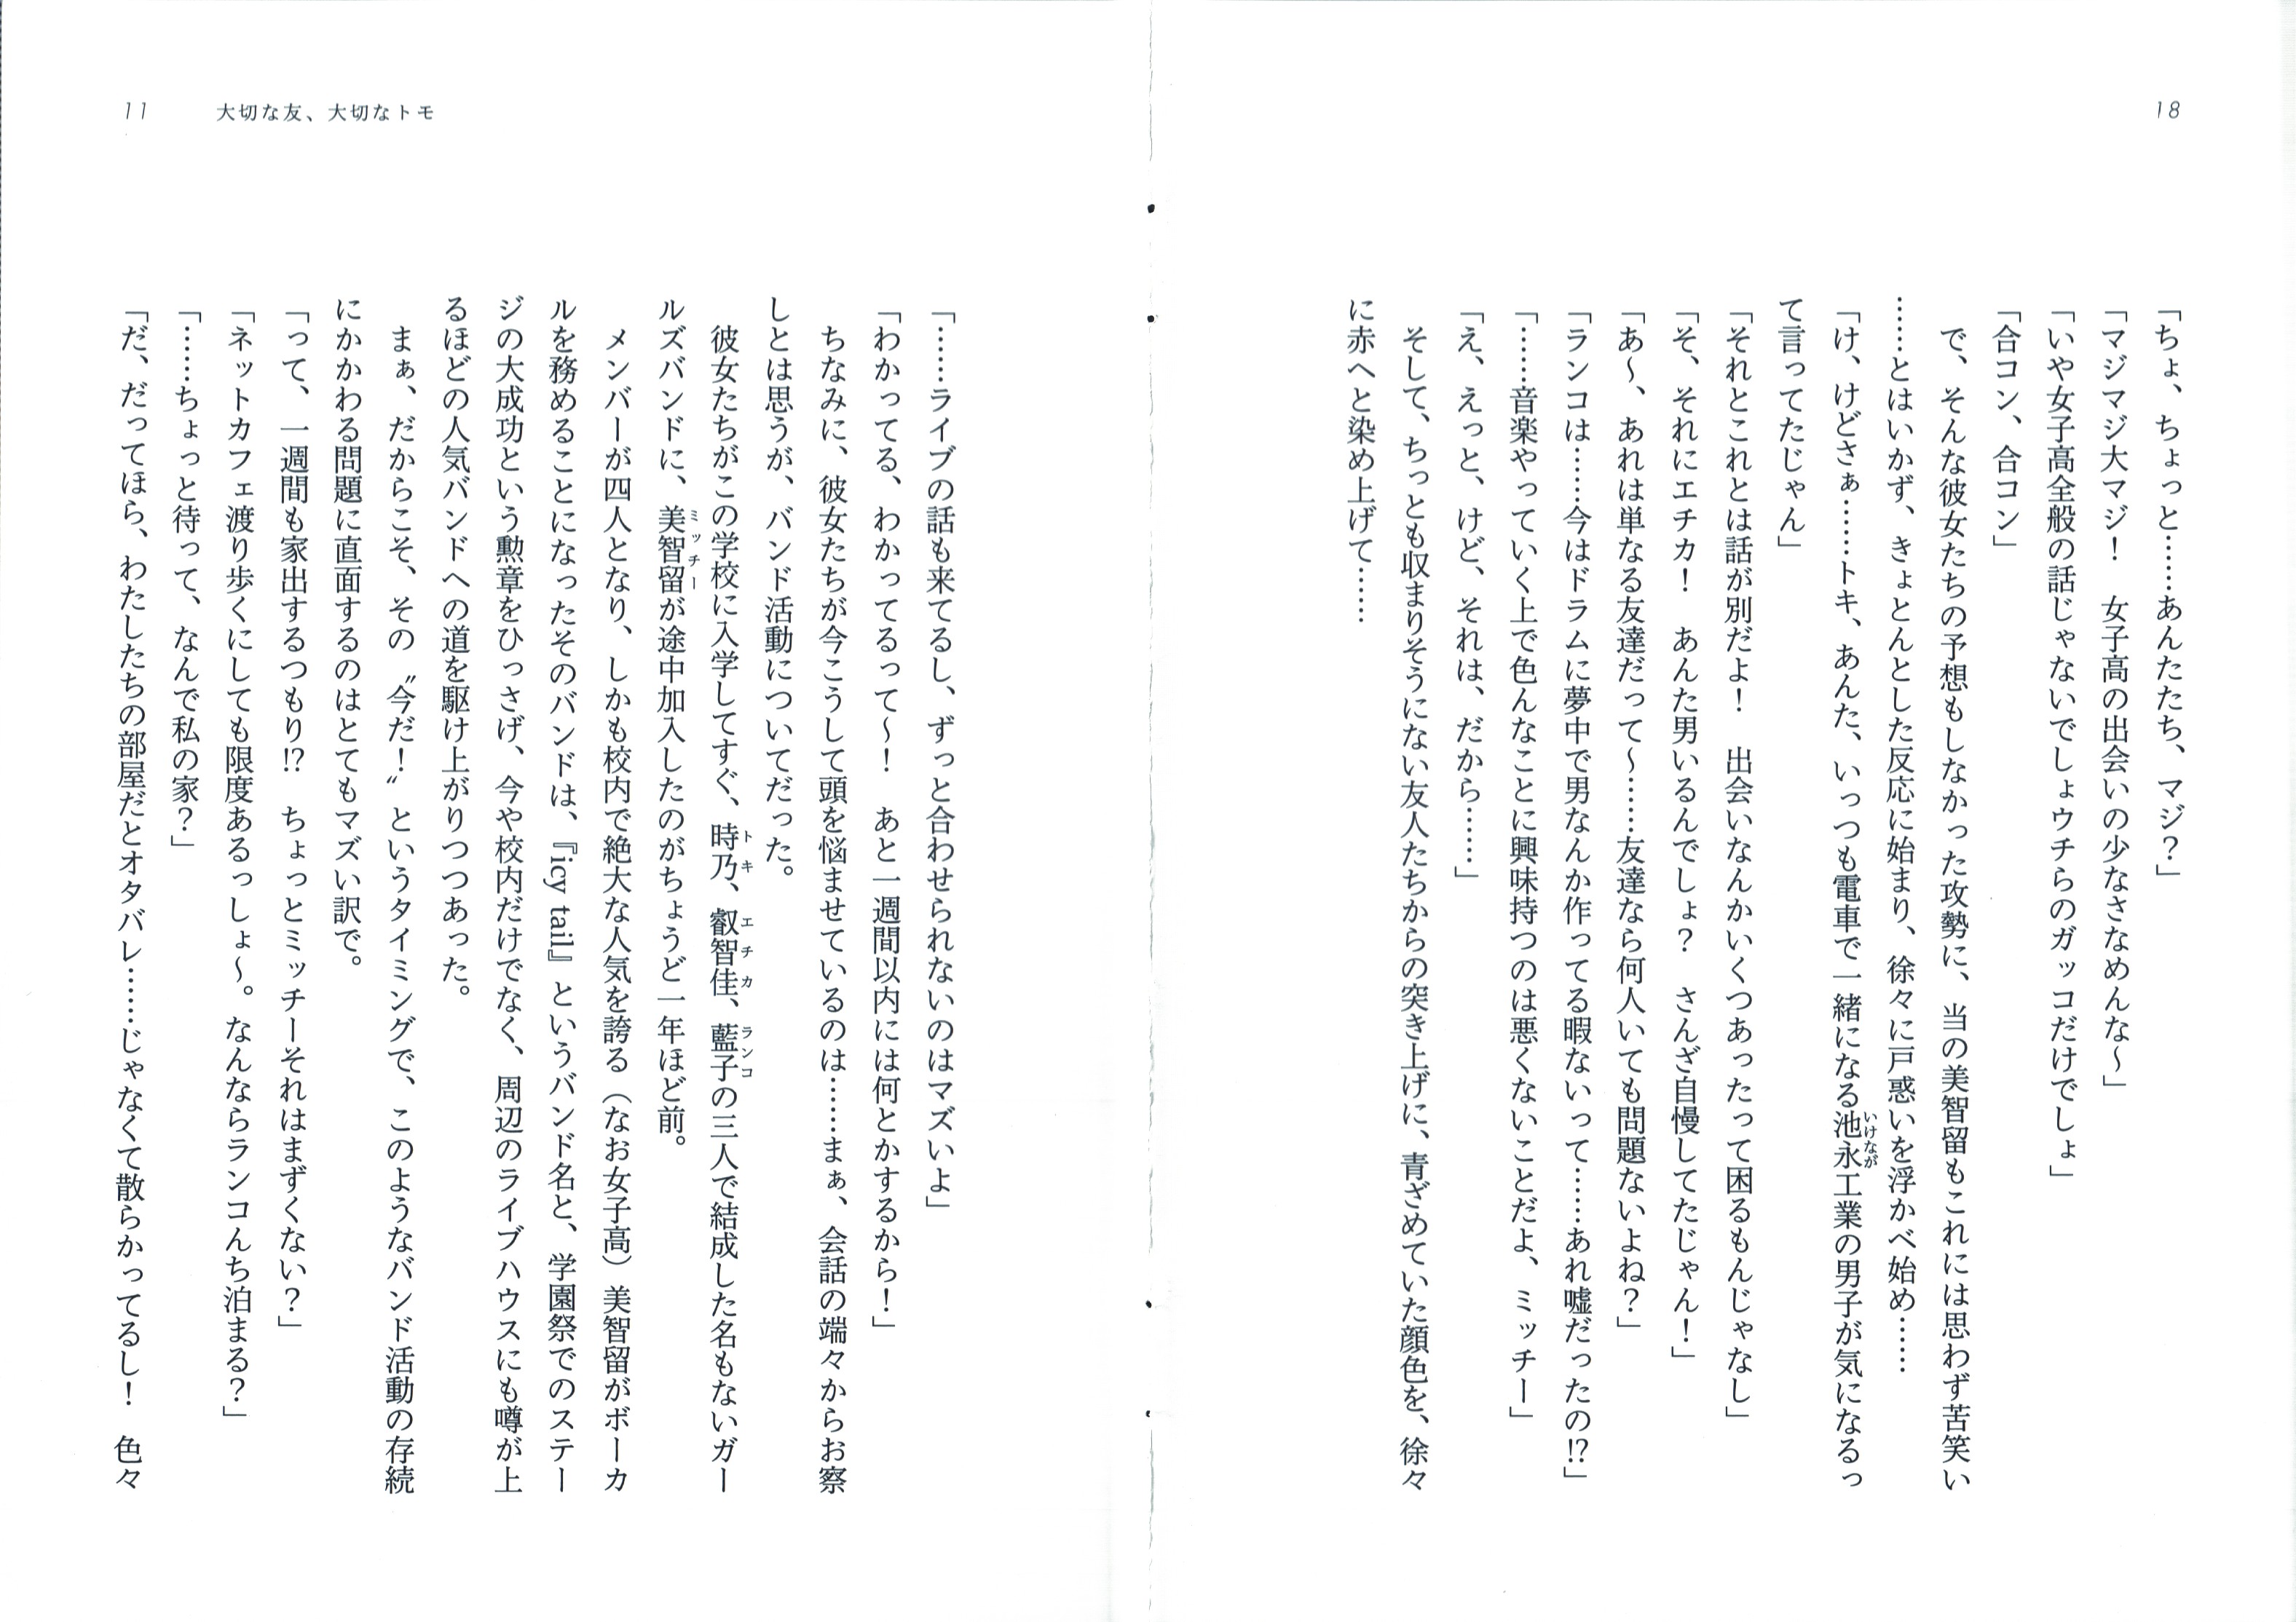 18
「ちょ、ちょっと……あんたたち、マジ？」
「マジマジ大マジ！　女子高の出会いの少なさなめんな～」
「いや女子高全般の話じゃないでしょウチらのガッコだけでしょ」
「合コン、合コン」
　で、そんな彼女たちの予想もしなかった攻勢に、当の美智留もこれには思わず苦笑い
……とはいかず、きょとんとした反応に始まり、徐々に戸惑いを浮かべ始め……
「け、けどさぁ……トキ、あんた、いっつも電車で一緒になる池永工業の男子が気になるっ
いけなが
て言ってたじゃん」
「それとこれとは話が別だよ！　出会いなんかいくつあったって困るもんじゃなし」
「そ、それにエチカ！　あんた男いるんでしょ？　さんざ自慢してたじゃん！」
「あ～、あれは単なる友達だって～……友達なら何人いても問題ないよね？」
「ランコは……今はドラムに夢中で男なんか作ってる暇ないって……あれ嘘だったの⁉」
「……音楽やっていく上で色んなことに興味持つのは悪くないことだよ、ミッチー」
「え、えっと、けど、それは、だから……」
　そして、ちっとも収まりそうにない友人たちからの突き上げに、青ざめていた顔色を、徐々
に赤へと染め上げて……
11　大切な友、大切なトモ
「……ライブの話も来てるし、ずっと合わせられないのはマズいよ」
「わかってる、わかってるって～！　あと一週間以内には何とかするから！」
　ちなみに、彼女たちが今こうして頭を悩ませているのは……まぁ、会話の端々からお察
しとは思うが、バンド活動についてだった。
　彼女たちがこの学校に入学してすぐ、時乃、叡智佳、藍子の三人で結成した名もないガー
トキ　エチカ　ランコ
ルズバンドに、美智留が途中加入したのがちょうど一年ほど前。
ミッチー
　メンバーが四人となり、しかも校内で絶大な人気を誇る（なお女子高）美智留がボーカ
ルを務めることになったそのバンドは、『icy tail』というバンド名と、学園祭でのステー
ジの大成功という勲章をひっさげ、今や校内だけでなく、周辺のライブハウスにも噂が上
るほどの人気バンドへの道を駆け上がりつつあった。
　まぁ、だからこそ、その〝今だ！〟というタイミングで、このようなバンド活動の存続
にかかわる問題に直面するのはとてもマズい訳で。
「って、一週間も家出するつもり⁉　ちょっとミッチーそれはまずくない？」
「ネットカフェ渡り歩くにしても限度あるっしょ～。なんならランコんち泊まる？」
「……ちょっと待って、なんで私の家？」
「だ、だってほら、わたしたちの部屋だとオタバレ……じゃなくて散らかってるし！　色々